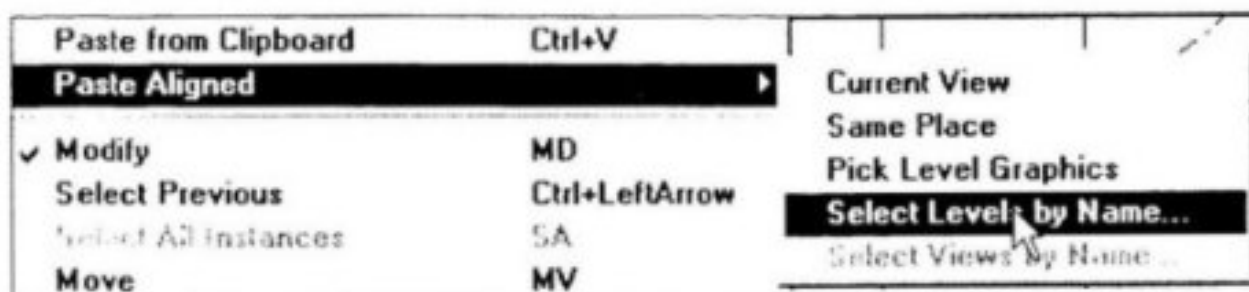 Paste from Clipboard Ctrl+V
Paste Aligned
Modify MD
Select Previous Ctrl+LeftArrow
Select All Instances SA
Move MV
Current View
Same Place
Pick Level Graphics
Select Levels by Name...
Select Views by Name...